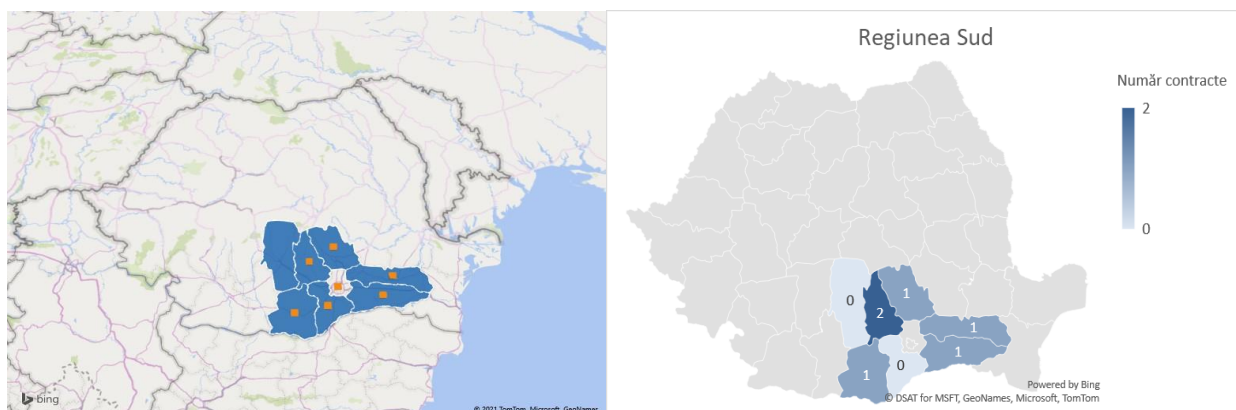 bing
© 2021 TomTom, Microsoft, GeoNames
Regiunea Sud
Număr contracte
2
0
0
2
1
1
1
1
0
Powered by Bing
© DSAT for MSFT, GeoNames, Microsoft, TomTom